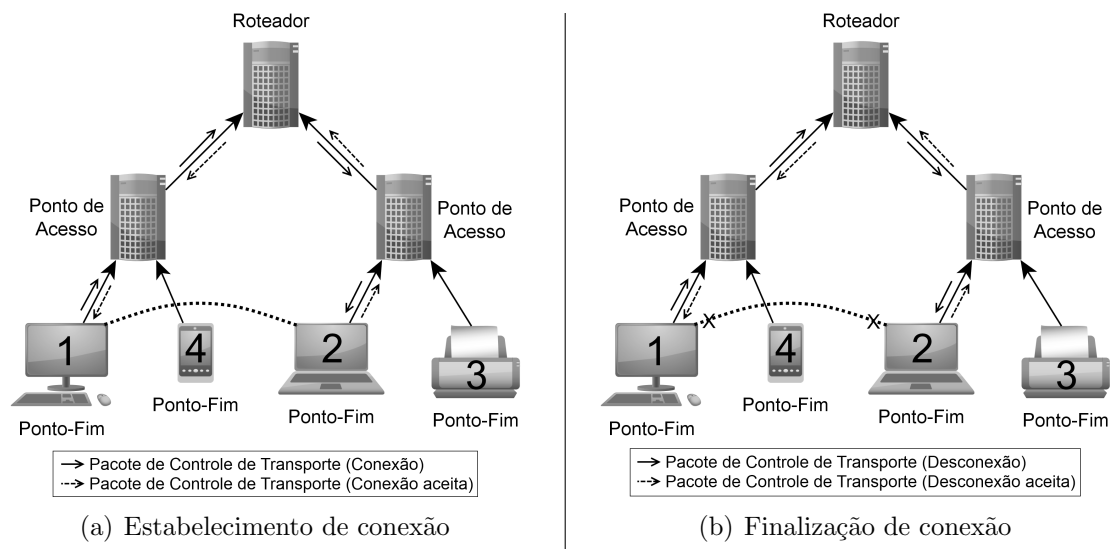 Roteador
Ponto de
Acesso
Ponto de
Acesso
1
4
2
3
Ponto-Fim
Ponto-Fim
Ponto-Fim
Ponto-Fim
Pacote de Controle de Transporte (Conexão)
Pacote de Controle de Transporte (Conexão aceita)
(a) Estabelecimento de conexão
Roteador
Ponto de
Acesso
Ponto de
Acesso
X
X
1
4
2
3
Ponto-Fim
Ponto-Fim
Ponto-Fim
Ponto-Fim
Pacote de Controle de Transporte (Desconexão)
Pacote de Controle de Transporte (Desconexão aceita)
(b) Finalização de conexão